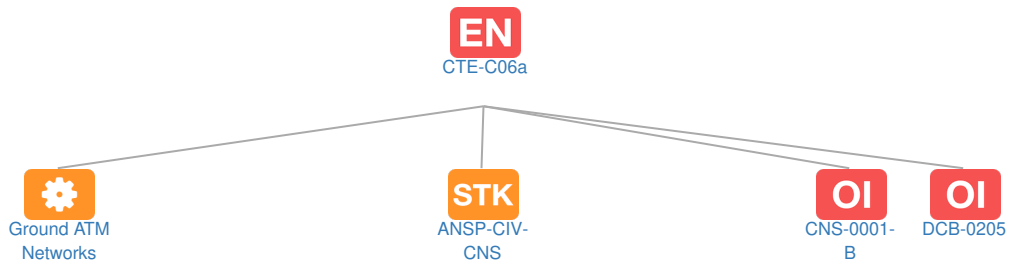 EN
CTE-C06a
STK
OI
OI
Ground ATM
Networks
ANSP-CIV-
CNS
CNS-0001-
B
DCB-0205